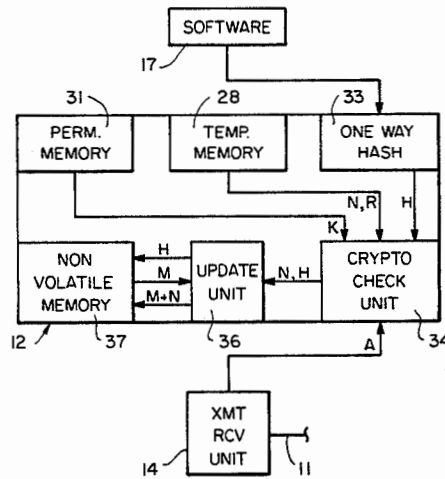 SOFTWARE
17
31
28
33
PERM. MEMORY
TEMP. MEMORY
ONE WAY HASH
N,R
H
K
NON VOLATILE MEMORY
H
M
M+N
UPDATE UNIT
N,H
CRYPTO CHECK UNIT
12
37
36
A
34
XMT RCV UNIT
14
11